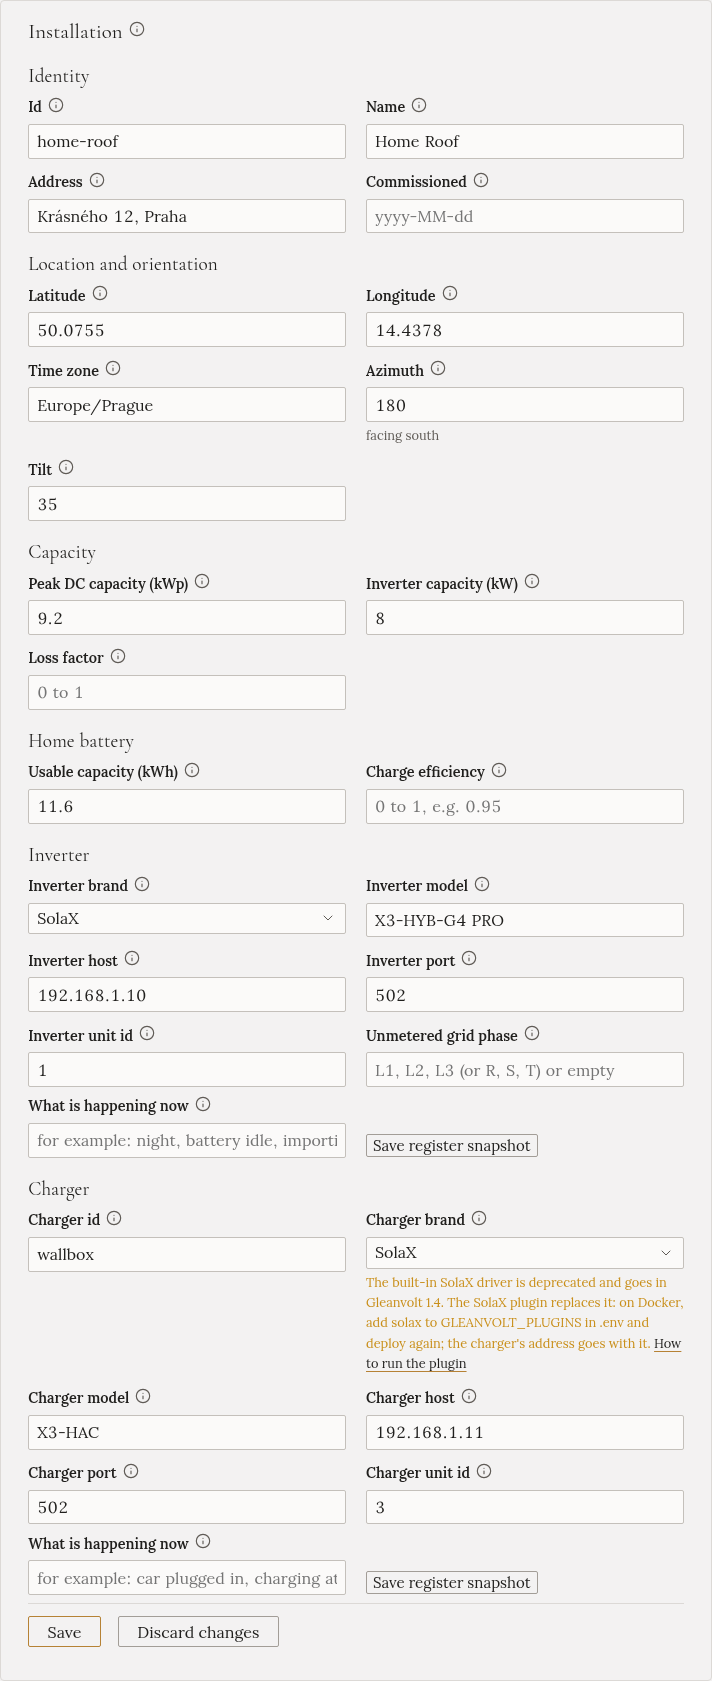 Installation
Identity
Id
Name
home-roof
Home Roof
Address
Commissioned
Krásného 12, Praha
yyyy-MM-dd
Location and orientation
Latitude
Longitude
50.0755
14.4378
Time zone
Azimuth
Europe/Prague
180
facing south
Tilt
35
Capacity
Peak DC capacity (kWp)
Inverter capacity (kW)
9.2
8
Loss factor
0 to 1
Home battery
Usable capacity (kWh)
Charge efficiency
11.6
0 to 1, e.g. 0.95
Inverter
Inverter brand
Inverter model
SolaX
X3-HYB-G4 PRO
Inverter host
Inverter port
192.168.1.10
502
Inverter unit id
Unmetered grid phase
1
L1, L2, L3 (or R, S, T) or empty
What is happening now
for example: night, battery idle, importi
Save register snapshot
Charger
Charger id
Charger brand
wallbox
SolaX
The built-in SolaX driver is deprecated and goes in
Gleanvolt 1.4. The SolaX plugin replaces it: on Docker,
add solax to GLEANVOLT_PLUGINS in .env and
deploy again; the charger's address goes with it. How
to run the plugin
Charger model
Charger host
X3-HAC
192.168.1.11
Charger port
Charger unit id
502
3
What is happening now
for example: car plugged in, charging at
Save register snapshot
Save
Discard changes